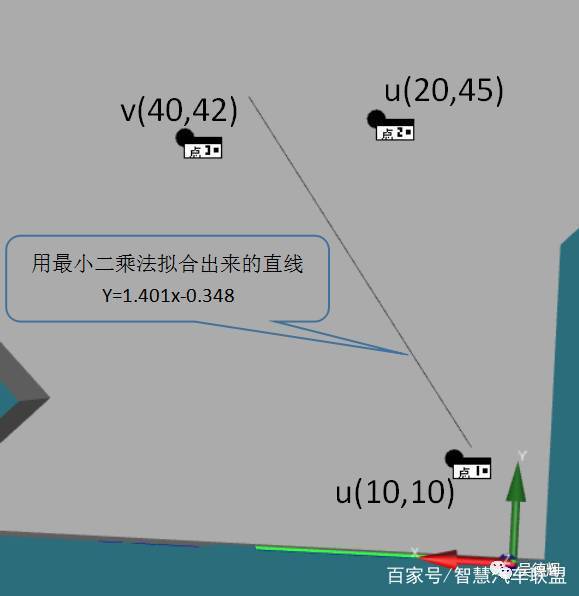 u(20,45)
v(40,42)
点2
点3
用最小二乘法拟合出来的直线
Y=1.401x-0.348
点1
u(10,10)
Y
X
百家号/智慧汽车联盟